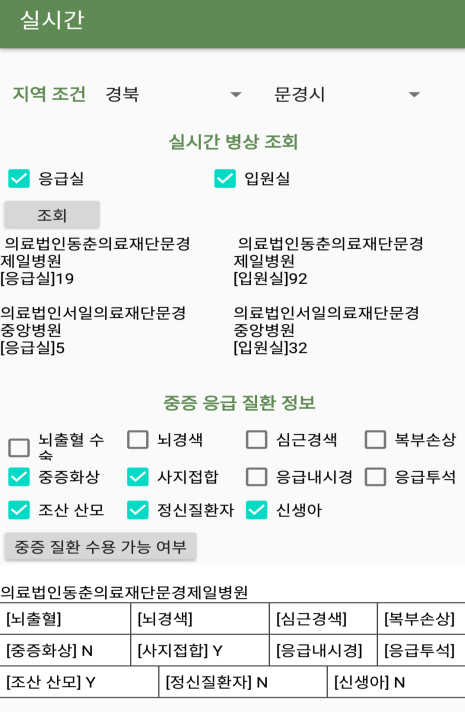 실시간
지역 조건 경북 문경시
실시간 병상 조회
응급실 입원실
조회
의료법인동춘의료재단문경
제일병원
[응급실]19
의료법인동춘의료재단문경
제일병원
[입원실]92
의료법인서일의료재단문경
중앙병원
[응급실]5
의료법인서일의료재단문경
중앙병원
[입원실]32
중증 응급 질환 정보
뇌출혈 수
술
뇌경색 심근경색 복부손상
중증화상 사지접합 응급내시경 응급투석
조산 산모 정신질환자 신생아
중증 질환 수용 가능 여부
의료법인동춘의료재단문경제일병원
[뇌출혈] [뇌경색] [심근경색] [복부손상]
[중증화상] N [사지접합] Y [응급내시경] [응급투석]
[조산 산모] Y [정신질환자] N [신생아] N